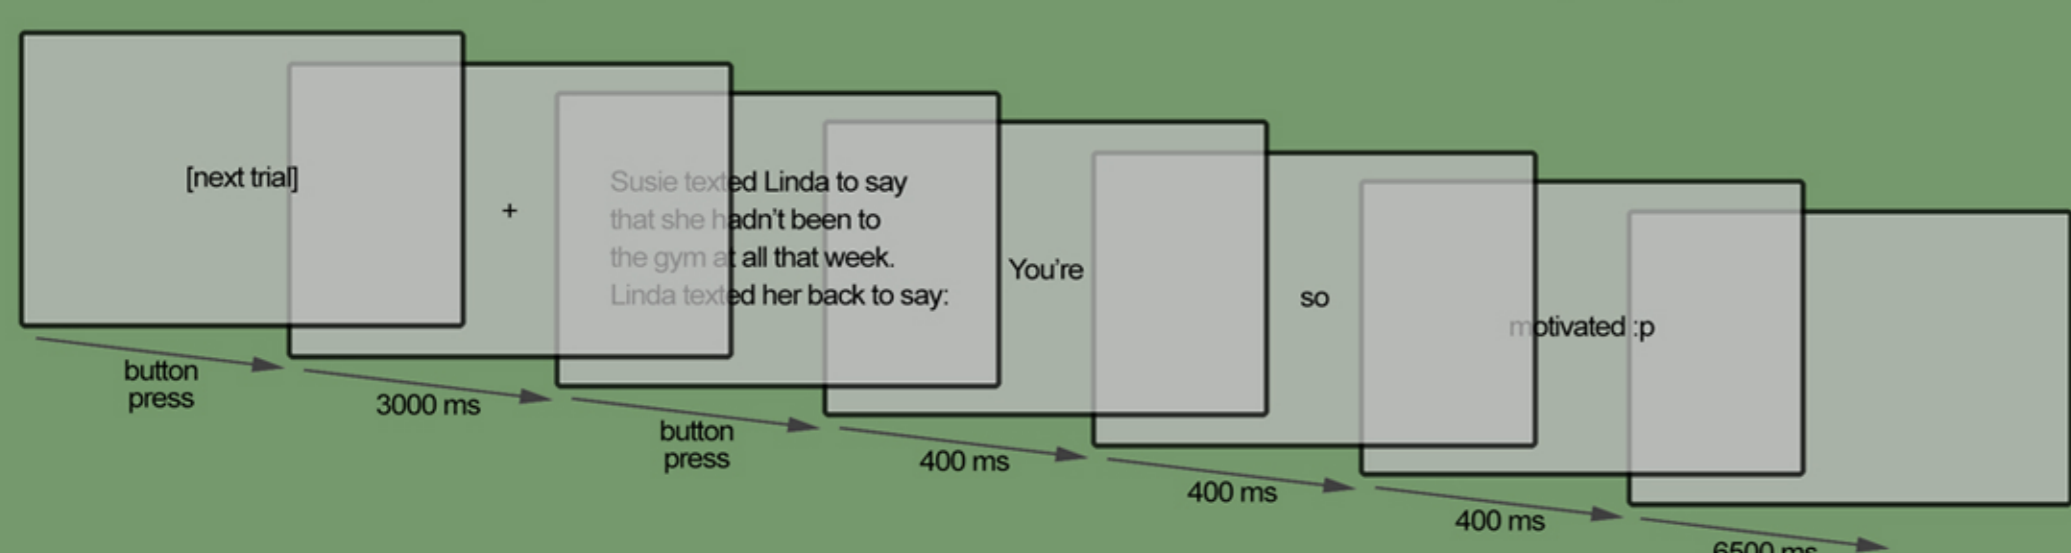 [next trial]
+
Susie texted Linda to say
that she hadn't been to
the gym at all that week.
Linda texted her back to say:
You're
so
motivated :p
button
press
3000 ms
button
press
400 ms
400 ms
400 ms
6500 ms